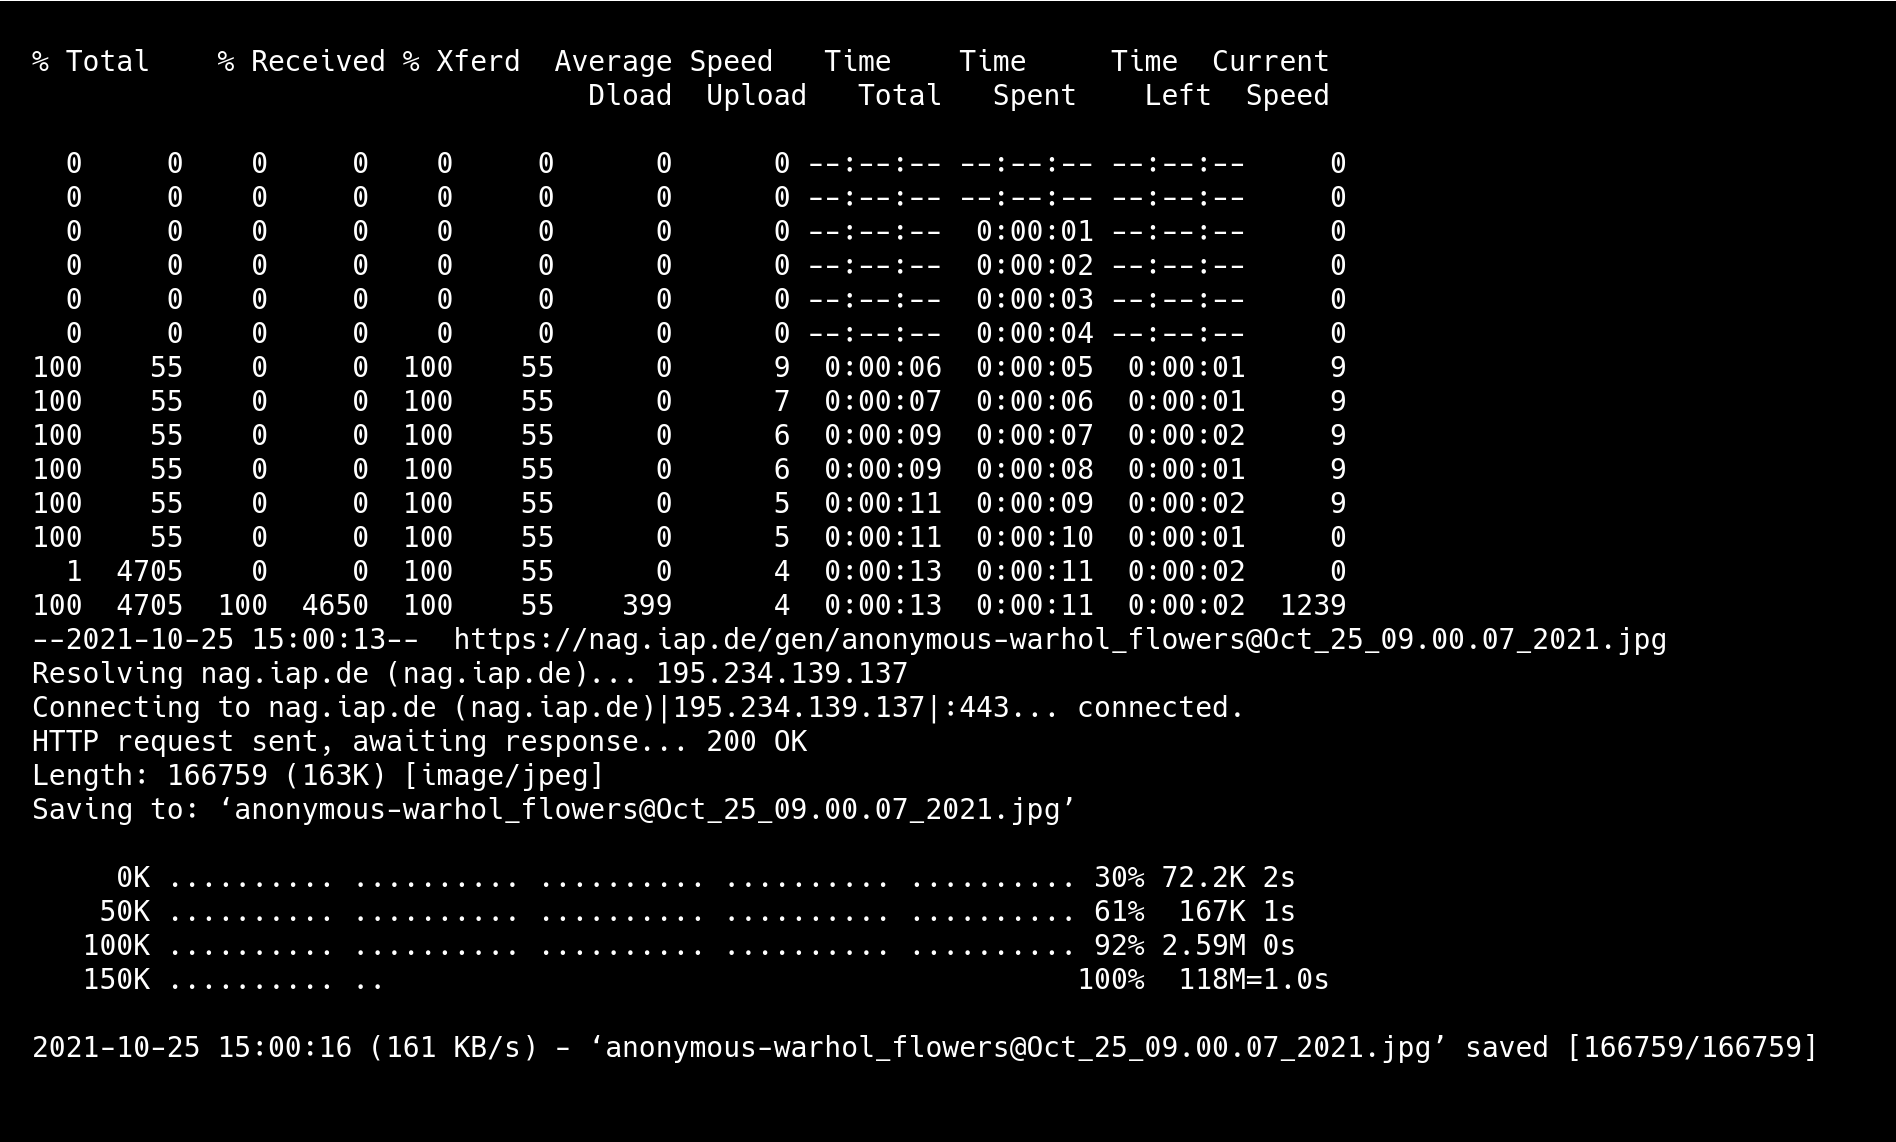 % Total    % Received % Xferd  Average Speed   Time    Time     Time  Current
                                 Dload  Upload   Total   Spent    Left  Speed

  0     0    0     0    0     0      0      0 --:--:-- --:--:-- --:--:--     0
  0     0    0     0    0     0      0      0 --:--:-- --:--:-- --:--:--     0
  0     0    0     0    0     0      0      0 --:--:--  0:00:01 --:--:--     0
  0     0    0     0    0     0      0      0 --:--:--  0:00:02 --:--:--     0
  0     0    0     0    0     0      0      0 --:--:--  0:00:03 --:--:--     0
  0     0    0     0    0     0      0      0 --:--:--  0:00:04 --:--:--     0
100    55    0     0  100    55      0      9  0:00:06  0:00:05  0:00:01     9
100    55    0     0  100    55      0      7  0:00:07  0:00:06  0:00:01     9
100    55    0     0  100    55      0      6  0:00:09  0:00:07  0:00:02     9
100    55    0     0  100    55      0      6  0:00:09  0:00:08  0:00:01     9
100    55    0     0  100    55      0      5  0:00:11  0:00:09  0:00:02     9
100    55    0     0  100    55      0      5  0:00:11  0:00:10  0:00:01     0
  1  4705    0     0  100    55      0      4  0:00:13  0:00:11  0:00:02     0
100  4705  100  4650  100    55    399      4  0:00:13  0:00:11  0:00:02  1239
--2021-10-25 15:00:13--  https://nag.iap.de/gen/anonymous-warhol_flowers@Oct_25_09.00.07_2021.jpg
Resolving nag.iap.de (nag.iap.de)... 195.234.139.137
Connecting to nag.iap.de (nag.iap.de)|195.234.139.137|:443... connected.
HTTP request sent, awaiting response... 200 OK
Length: 166759 (163K) [image/jpeg]
Saving to: ‘anonymous-warhol_flowers@Oct_25_09.00.07_2021.jpg’

     0K .......... .......... .......... .......... .......... 30% 72.2K 2s
    50K .......... .......... .......... .......... .......... 61%  167K 1s
   100K .......... .......... .......... .......... .......... 92% 2.59M 0s
   150K .......... ..                                         100%  118M=1.0s

2021-10-25 15:00:16 (161 KB/s) - ‘anonymous-warhol_flowers@Oct_25_09.00.07_2021.jpg’ saved [166759/166759]